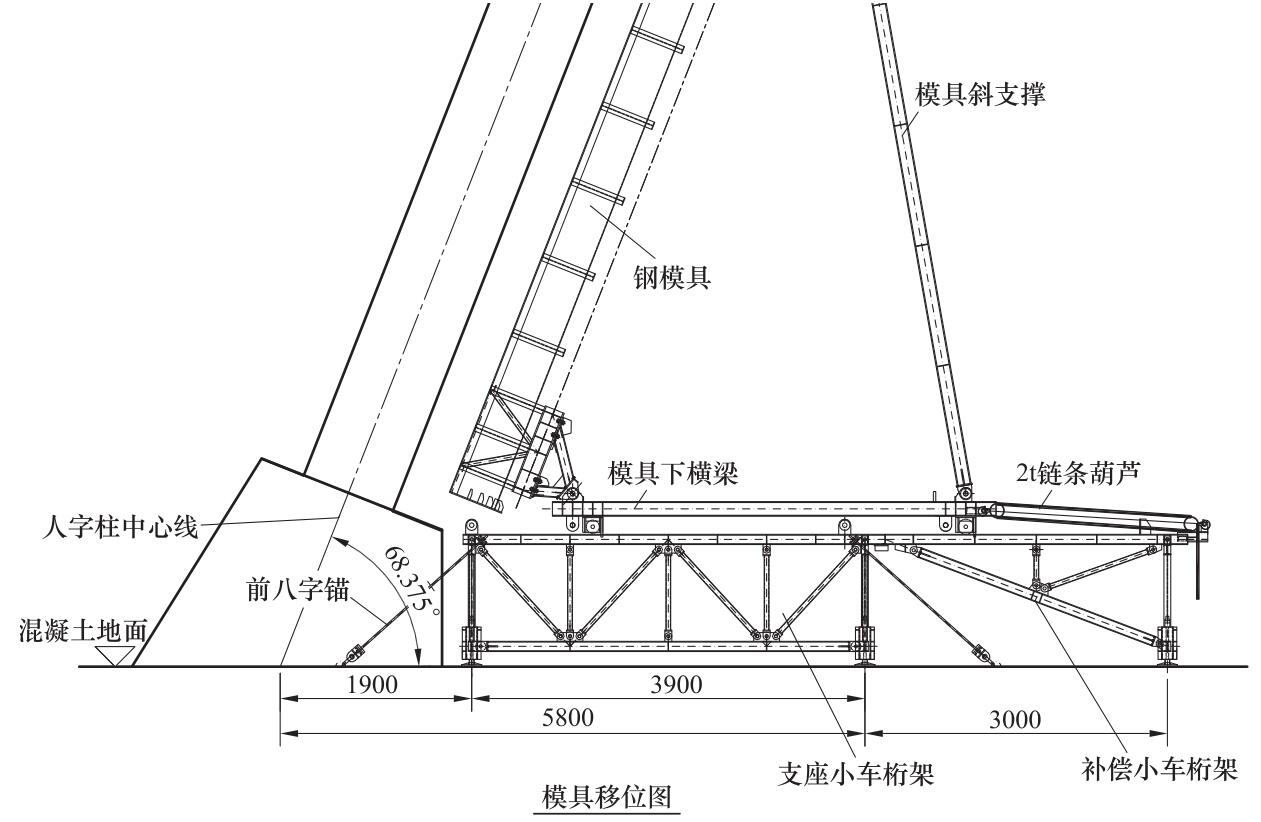 模具斜支撑
钢模具
模具下横梁
2t链条葫芦
人字柱中心线
68.375°
前八字锚
混凝土地面
1900
3900
5800
3000
支座小车桁架
补偿小车桁架
模具移位图